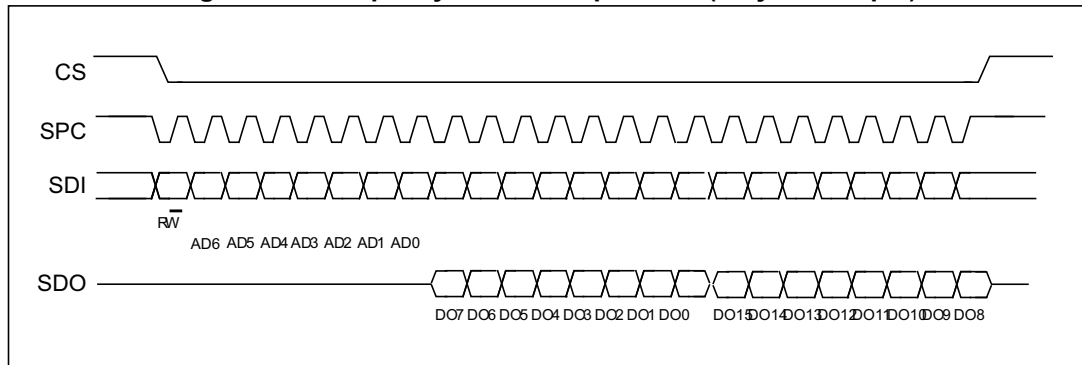 CS
SPC
SDI
RW
AD6 AD5 AD4 AD3 AD2 AD1 AD0
SDO
DO7 DO6 DO5 DO4 DO3 DO2 DO1 DO0 DO15 DO14 DO13 DO12 DO11 DO10 DO9 DO8